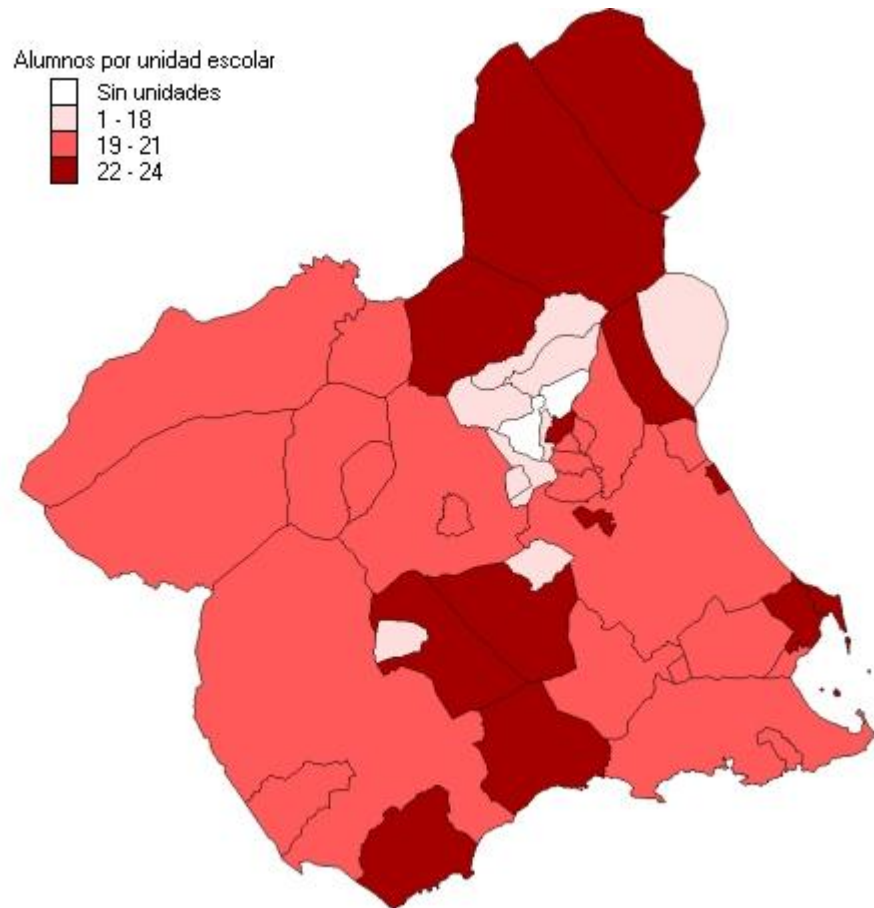 Alumnos por unidad escolar
Sin unidades
1 - 18
19 - 21
22 - 24